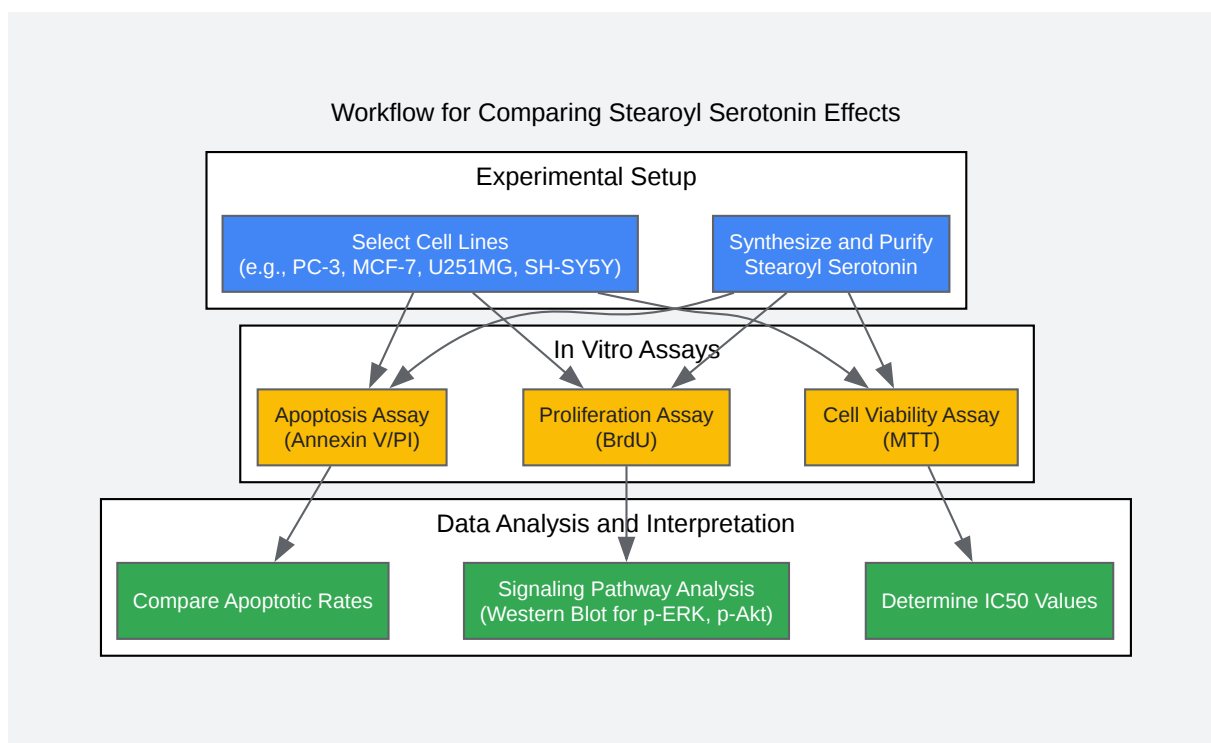 Workflow for Comparing Stearoyl Serotonin Effects
Experimental Setup
Select Cell Lines
(e.g., PC-3, MCF-7, U251MG, SH-SY5Y)
Synthesize and Purify
Stearoyl Serotonin
In Vitro Assays
Apoptosis Assay
(Annexin V/PI)
Proliferation Assay
(BrdU)
Cell Viability Assay
(MTT)
Data Analysis and Interpretation
Compare Apoptotic Rates
Signaling Pathway Analysis
(Western Blot for p-ERK, p-Akt)
Determine IC50 Values